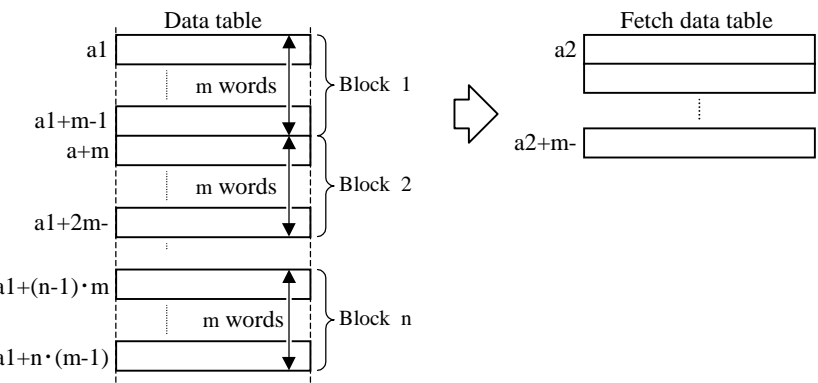 Data table
Fetch data table
a1
m words
Block 1
a1+m-1
a+m
m words
Block 2
a1+2m-
a1+(n-1)·m
m words
Block n
a1+n·(m-1)
a2
a2+m-